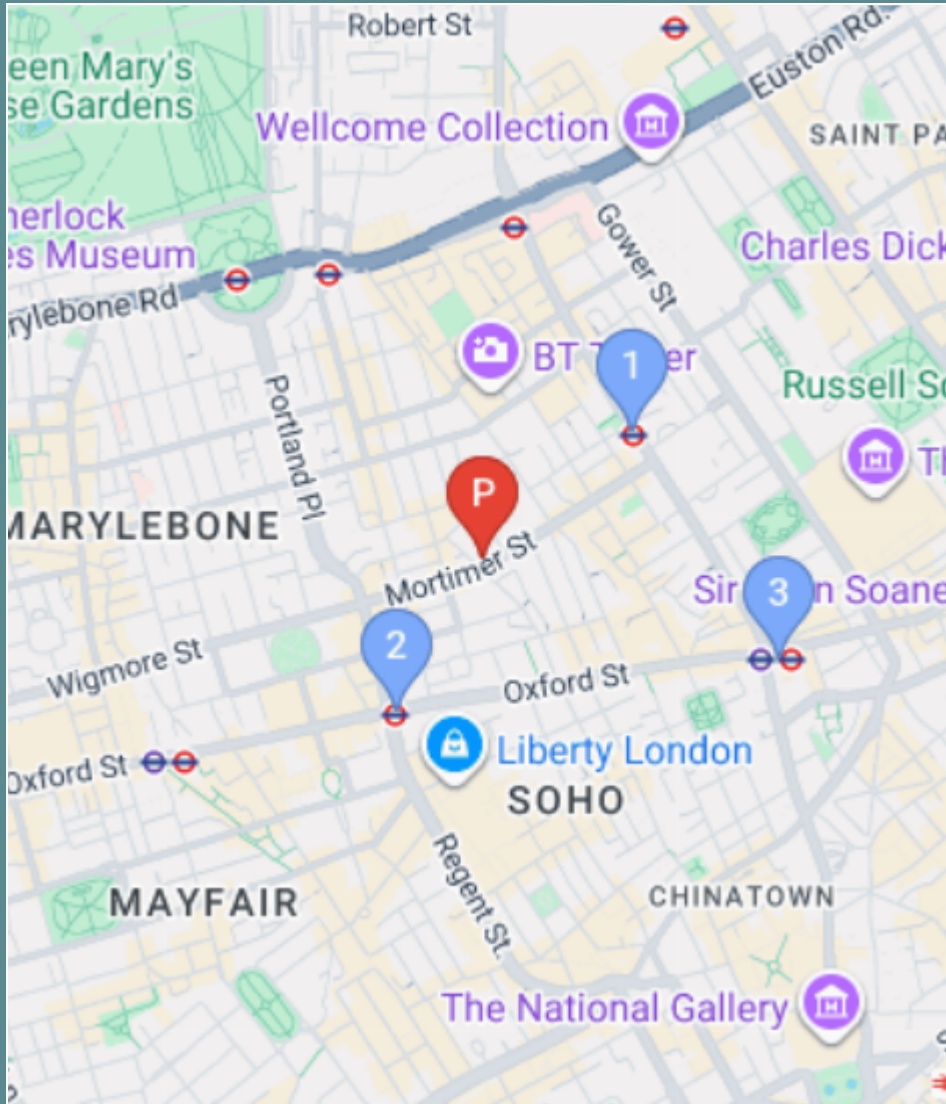 Robert St
Euston Rd.
een Mary's
se Gardens
Wellcome Collection
SAINT PA
herlock
es Museum
Gower St
Charles Dick
rylebone Rd
BT T er
1
Portland Pl
Russell Sq
P
Th
MARYLEBONE
Mortimer St
Sir n Soane
3
2
Wigmore St
Oxford St
Oxford St
Liberty London
SOHO
Regent St.
MAYFAIR
CHINATOWN
The National Gallery